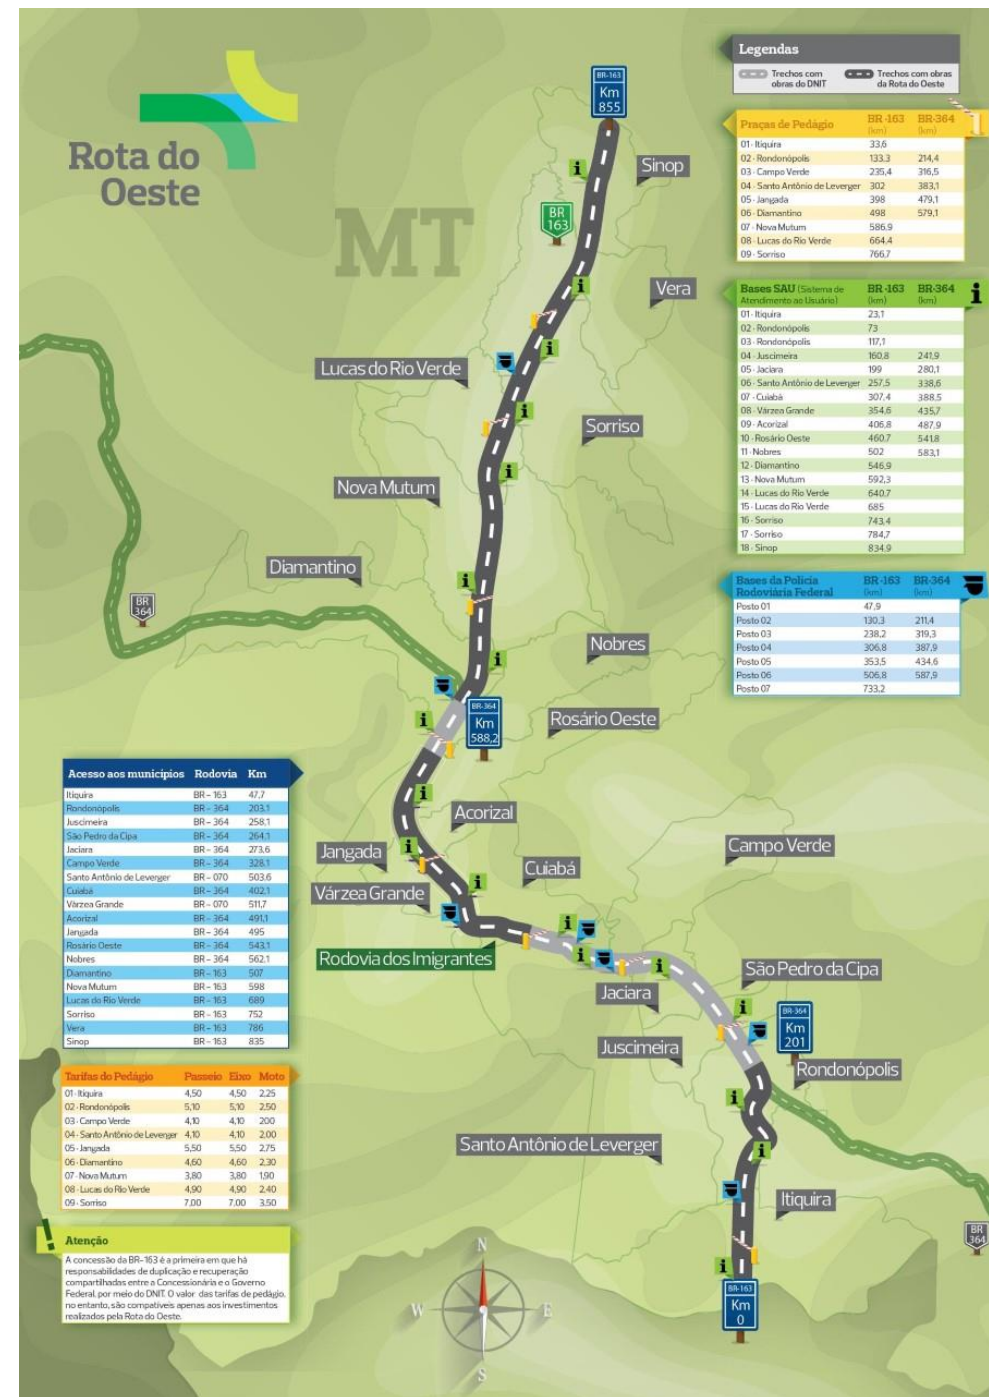 Rota do
Oeste
MT
BR-163
Km
855
BR
163
Sinop
Vera
Lucas do Rio Verde
Sorriso
Nova Mutum
Diamantino
BR
364
Nobres
BR-364
Km
588,2
Rosário Oeste
Acorizal
Jangada
Cuiabá
Campo Verde
Várzea Grande
Rodovia dos Imigrantes
São Pedro da Cipa
Jaciara
BR-364
Km
201
Juscimeira
Rondonópolis
Santo Antônio de Leverger
Itiquira
BR
364
BR-163
Km
0
N
W
E
S
Legendas
Trechos com
obras do DNIT
Trechos com obras
da Rota do Oeste
Praças de Pedágio BR-163 (km) BR-364 (km)
01 - Itiquira 33,6
02 - Rondonópolis 133,3 214,4
03 - Campo Verde 235,4 316,5
04 - Santo Antônio de Leverger 302 383,1
05 - Jangada 398 479,1
06 - Diamantino 498 579,1
07 - Nova Mutum 586,9
08 - Lucas do Rio Verde 664,4
09 - Sorriso 766,7
Bases SAU (Sistema de BR-163 BR-364
Atendimento ao Usuário) (km) (km)
01 - Itiquira 23,1
02 - Rondonópolis 73
03 - Rondonópolis 117,1
04 - Juscimeira 160,8 241,9
05 - Jaciara 199 280,1
06 - Santo Antônio de Leverger 257,5 338,6
07 - Cuiabá 307,4 388,5
08 - Várzea Grande 354,6 435,7
09 - Acorizal 406,8 487,9
10 - Rosário Oeste 460,7 541,8
11 - Nobres 502 583,1
12 - Diamantino 546,9
13 - Nova Mutum 592,3
14 - Lucas do Rio Verde 640,7
15 - Lucas do Rio Verde 685
16 - Sorriso 743,4
17 - Sorriso 784,7
18 - Sinop 834,9
Bases da Polícia BR-163 BR-364
Rodoviária Federal (km) (km)
Posto 01 47,9
Posto 02 130,3 211,4
Posto 03 238,2 319,3
Posto 04 306,8 387,9
Posto 05 353,5 434,6
Posto 06 506,8 587,9
Posto 07 733,2
Acesso aos municípios Rodovia Km
Itiquira BR – 163 47,7
Rondonópolis BR – 364 203,1
Juscimeira BR – 364 258,1
São Pedro da Cipa BR – 364 264,1
Jaciara BR – 364 273,6
Campo Verde BR – 364 328,1
Santo Antônio de Leverger BR – 070 503,6
Cuiabá BR – 364 402,1
Várzea Grande BR – 070 511,7
Acorizal BR – 364 491,1
Jangada BR – 364 495
Rosário Oeste BR – 364 543,1
Nobres BR – 364 562,1
Diamantino BR – 163 507
Nova Mutum BR – 163 598
Lucas do Rio Verde BR – 163 689
Sorriso BR – 163 752
Vera BR – 163 786
Sinop BR – 163 835
Tarifas do Pedágio Passeio Eixo Moto
01 - Itiquira 4,50 4,50 2,25
02 - Rondonópolis 5,10 5,10 2,50
03 - Campo Verde 4,10 4,10 200
04 - Santo Antônio de Leverger 4,10 4,10 2,00
05 - Jangada 5,50 5,50 2,75
06 - Diamantino 4,60 4,60 2,30
07 - Nova Mutum 3,80 3,80 1,90
08 - Lucas do Rio Verde 4,90 4,90 2,40
09 - Sorriso 7,00 7,00 3,50
Atenção
A concessão da BR-163 é a primeira em que há
responsabilidades de duplicação e recuperação
compartilhadas entre a Concessionária e o Governo
Federal, por meio do DNIT. O valor das tarifas de pedágio,
no entanto, são compatíveis apenas aos investimentos
realizados pela Rota do Oeste.